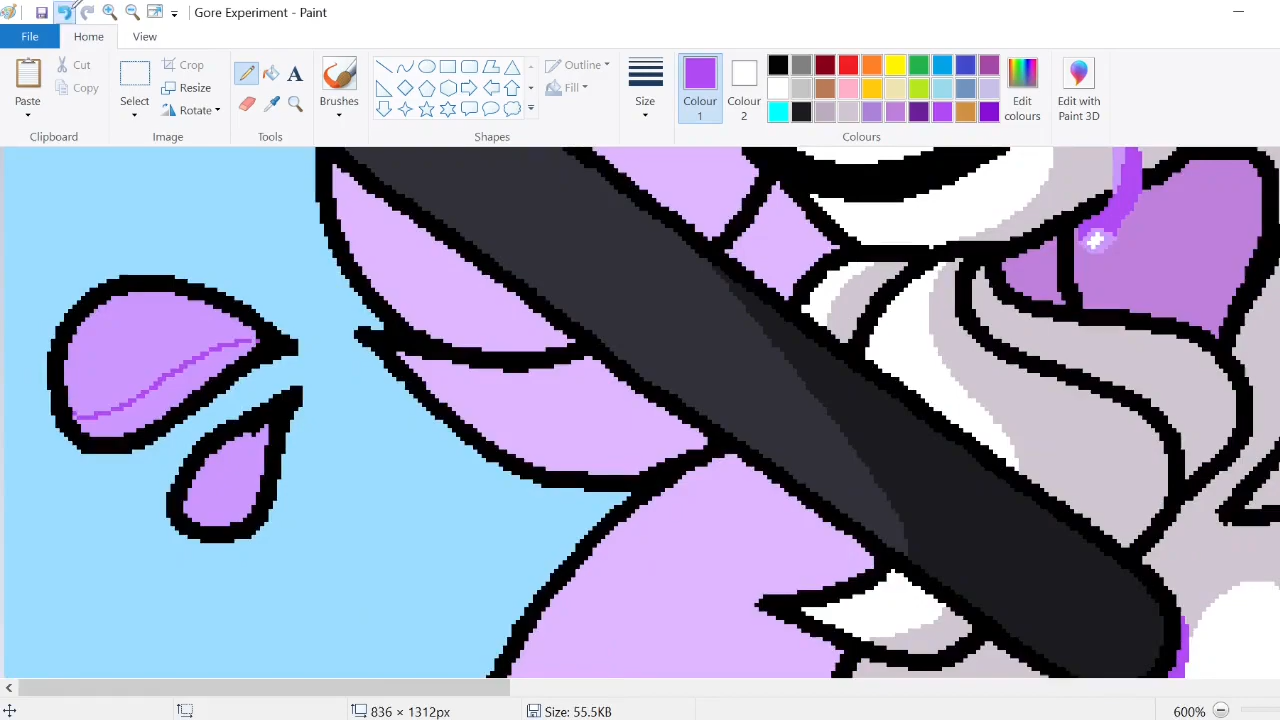 Gore Experiment - Paint
File
Home
View
Paste
Cut
Copy
Clipboard
Select
Crop
Resize
Rotate
Image
A
Tools
Brushes
Outline
Fill
Shapes
Size
Colour
1
Colour
2
Edit
colours
Edit with
Paint 3D
Colours
836 × 1312px
Size: 55.5KB
600%